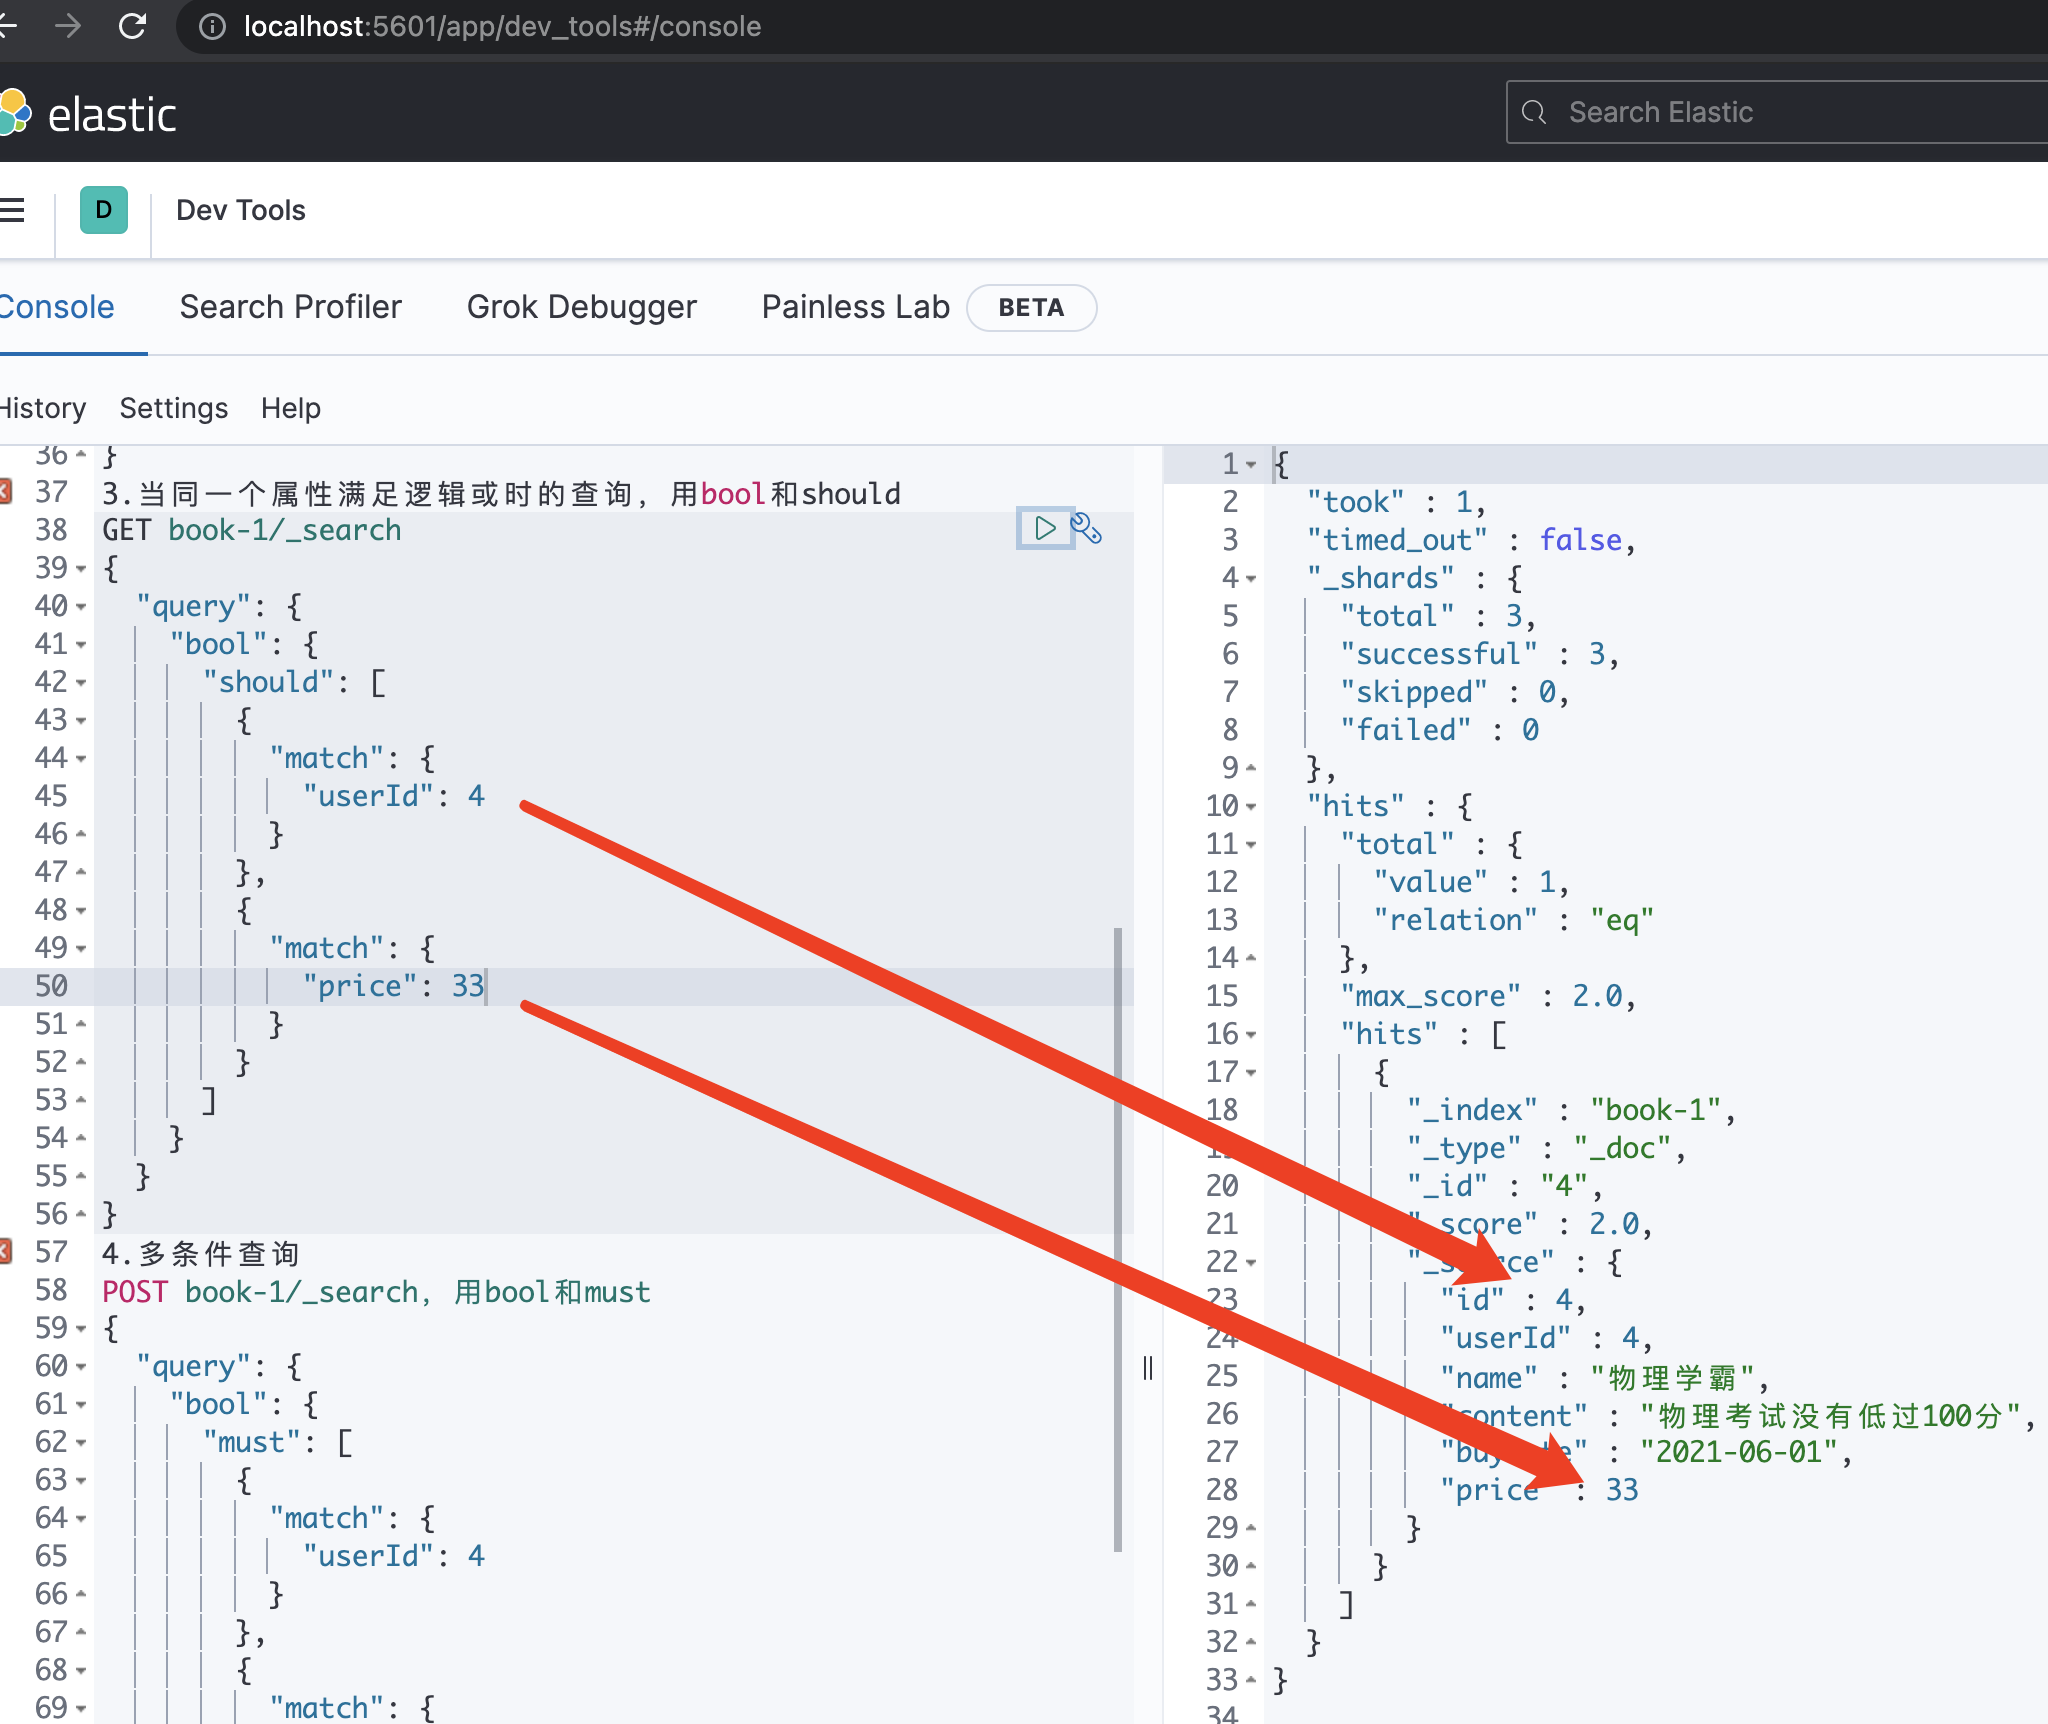 localhost:5601/app/dev_tools#/console
elastic
Search Elastic
D
Dev Tools
Console
Search Profiler
Grok Debugger
Painless Lab
BETA
History
Settings
Help
36 }
37 3.当同一个属性满足逻辑或时的查询, 用bool和should
38 GET book-1/_search
39 {
40 "query": {
41 "bool": {
42 "should": [
43 {
44 "match": {
45 "userId": 4
46 }
47 },
48 {
49 "match": {
50 "price": 33
51 }
52 }
53 ]
54 }
55 }
56 }
57 4.多条件查询
58 POST book-1/_search, 用bool和must
59 {
60 "query": {
61 "bool": {
62 "must": [
63 {
64 "match": {
65 "userId": 4
66 }
67 },
68 {
69 "match": {
1 {
2 "took" : 1,
3 "timed_out" : false,
4 "_shards" : {
5 "total" : 3,
6 "successful" : 3,
7 "skipped" : 0,
8 "failed" : 0
9 },
10 "hits" : {
11 "total" : {
12 "value" : 1,
13 "relation" : "eq"
14 },
15 "max_score" : 2.0,
16 "hits" : [
17 {
18 "_index" : "book-1",
"_type" : "_doc",
20 "_id" : "4",
21 "_score" : 2.0,
22 : {
23 "id" : 4,
24 "userId" : 4,
25 "name" : "物理学霸",
26 "content" : "物理考试没有低过100分",
27 : "2021-06-01",
28 "price" : 33
29 }
30 }
31 ]
32 }
33 }
34